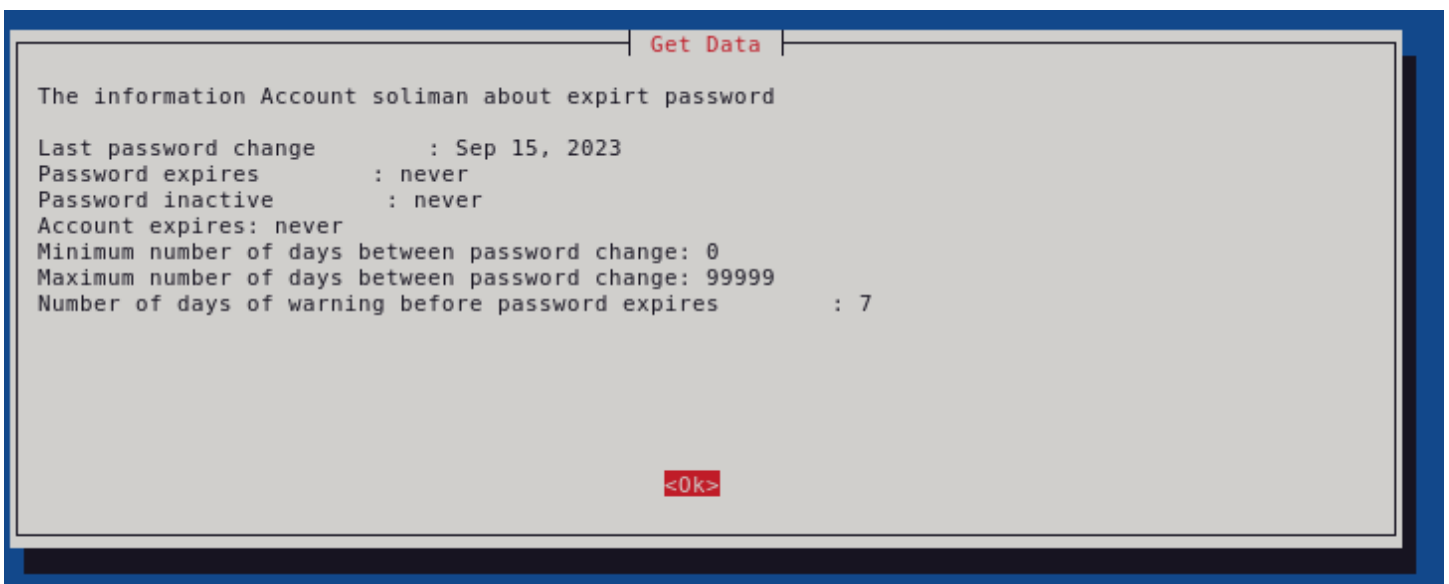 Get Data
The information Account soliman about expirt password
Last password change        : Sep 15, 2023
Password expires        : never
Password inactive        : never
Account expires: never
Minimum number of days between password change: 0
Maximum number of days between password change: 99999
Number of days of warning before password expires        : 7
<Ok>